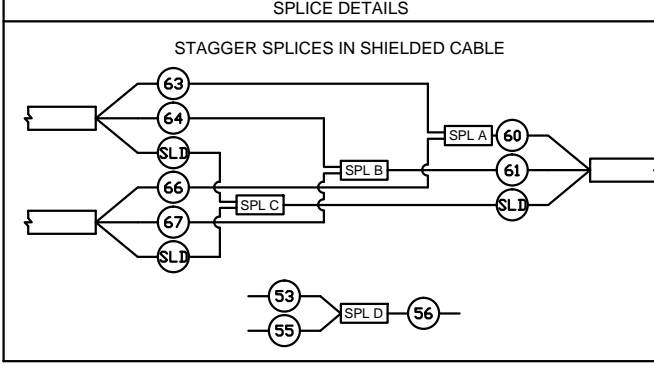 SPLICE DETAILS
STAGGER SPLICES IN SHIELDED CABLE
63
64
SPL A
60
SLD
SPL B
61
66
SPL C
SLD
67
SLD
53
SPL D
56
55